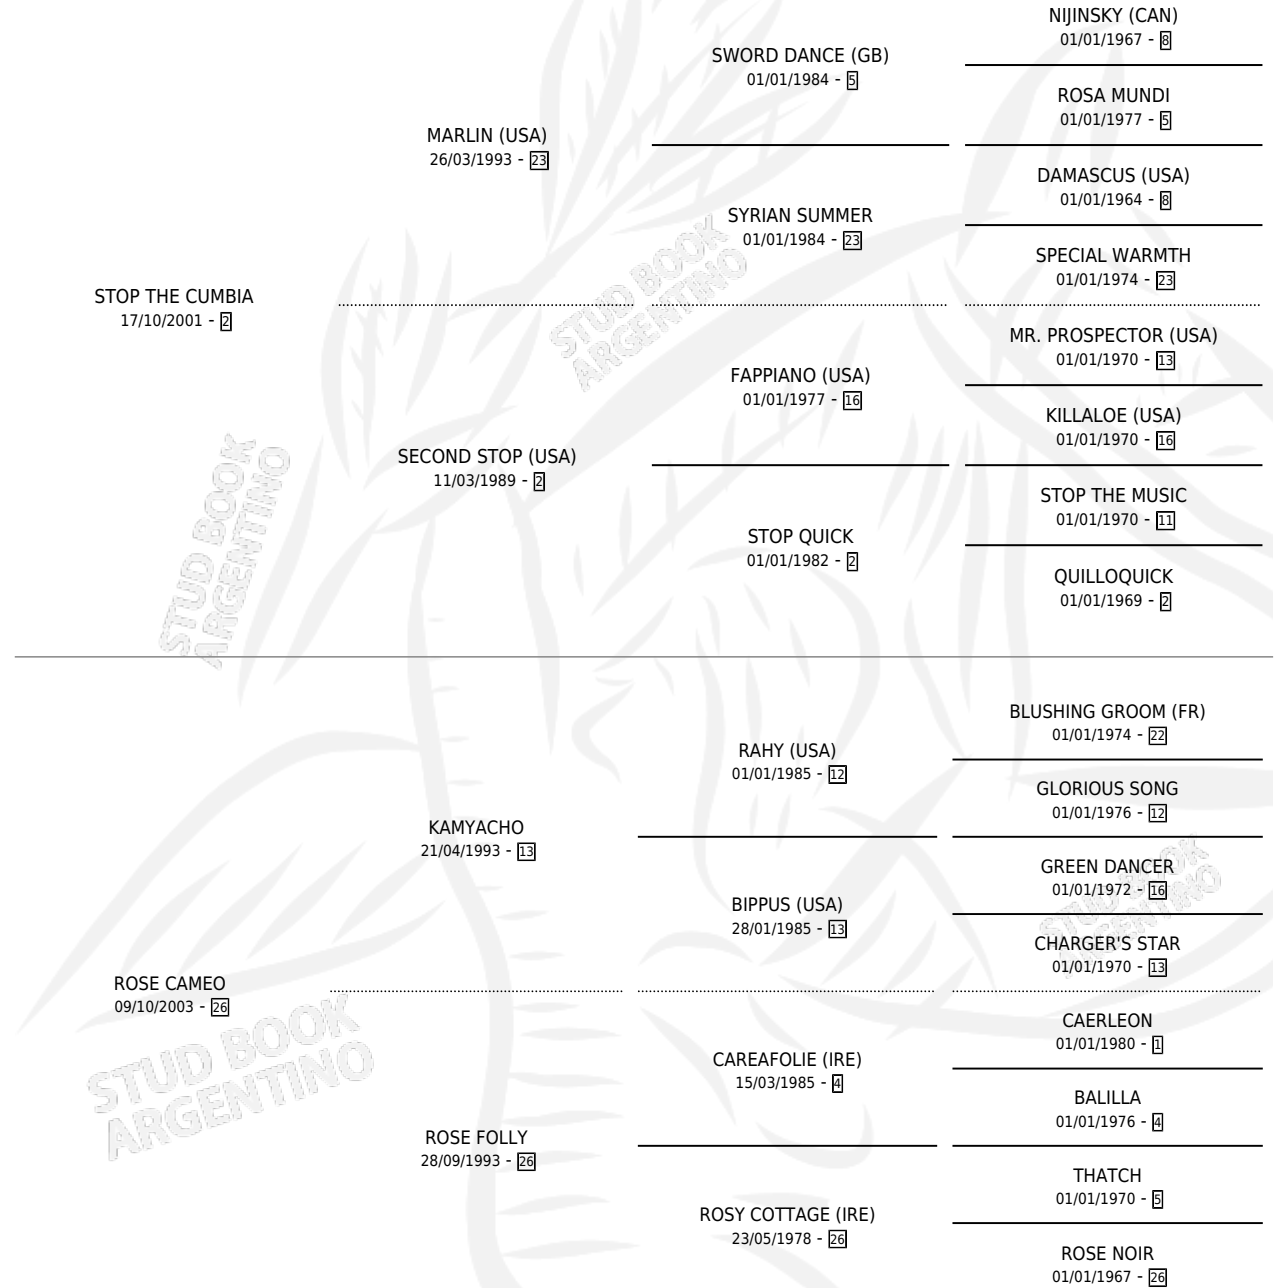 NIJINSKY (CAN)
01/01/1967 - 8
SWORD DANCE (GB)
01/01/1984 - 5
ROSA MUNDI
01/01/1977 - 5
MARLIN (USA)
26/03/1993 - 23
DAMASCUS (USA)
01/01/1964 - 8
SYRIAN SUMMER
01/01/1984 - 23
SPECIAL WARMTH
01/01/1974 - 23
STOP THE CUMBIA
17/10/2001 - 2
MR. PROSPECTOR (USA)
01/01/1970 - 13
FAPPIANO (USA)
01/01/1977 - 16
KILLALOE (USA)
01/01/1970 - 16
SECOND STOP (USA)
11/03/1989 - 2
STOP THE MUSIC
01/01/1970 - 11
STOP QUICK
01/01/1982 - 2
QUILLOQUICK
01/01/1969 - 2
STUD BOOK
ARGENTINO
STUD BOOK
ARGENTINO
BLUSHING GROOM (FR)
01/01/1974 - 22
RAHY (USA)
01/01/1985 - 12
GLORIOUS SONG
01/01/1976 - 12
KAMYACHO
21/04/1993 - 13
GREEN DANCER
01/01/1972 - 16
BIPPUS (USA)
28/01/1985 - 13
CHARGER'S STAR
01/01/1970 - 13
ROSE CAMEO
09/10/2003 - 26
CAERLEON
01/01/1980 - 1
CAREAFOLIE (IRE)
15/03/1985 - 4
BALILLA
01/01/1976 - 4
ROSE FOLLY
28/09/1993 - 26
THATCH
01/01/1970 - 5
ROSY COTTAGE (IRE)
23/05/1978 - 26
ROSE NOIR
01/01/1967 - 26
STUD BOOK
ARGENTINO
STUD BOOK
ARGENTINO